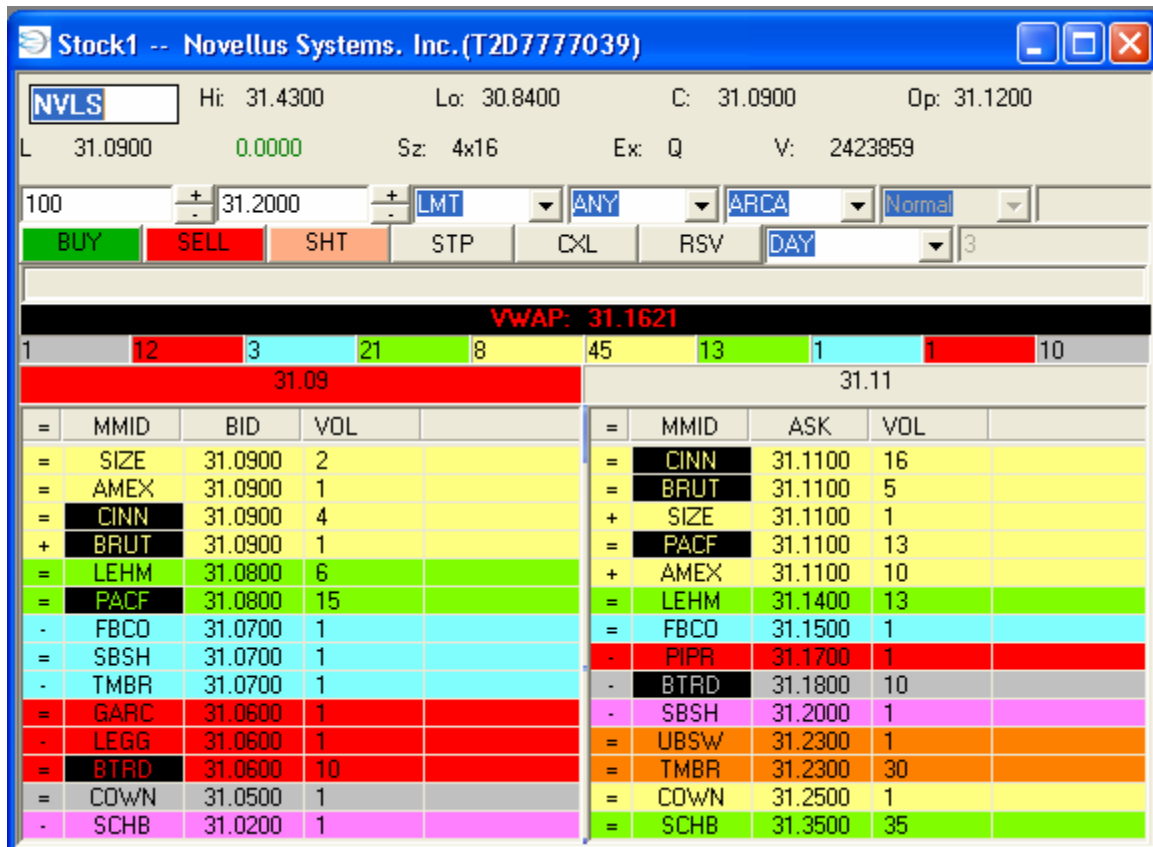 Stock1 -- Novellus Systems. Inc.(T2D7777039)
NVLS Hi: 31.4300 Lo: 30.8400 C: 31.0900 Op: 31.1200
L 31.0900 0.0000 Sz: 4x16 Ex: Q V: 2423859
100 + - 31.2000 + - LMT ANY ARCA Normal
BUY SELL SHT STP CXL RSV DAY 3
VWAP: 31.1621
1 12 3 21 8 45 13 1 1 10
31.09 31.11
= MMID BID VOL = MMID ASK VOL
= SIZE 31.0900 2 = CINN 31.1100 16
= AMEX 31.0900 1 = BRUT 31.1100 5
= CINN 31.0900 4 + SIZE 31.1100 1
+ BRUT 31.0900 1 = PACF 31.1100 13
= LEHM 31.0800 6 + AMEX 31.1100 10
= PACF 31.0800 15 = LEHM 31.1400 13
- FBCO 31.0700 1 = FBCO 31.1500 1
= SBSH 31.0700 1 - PIPR 31.1700 1
- TMBR 31.0700 1 - BTRD 31.1800 10
= GARC 31.0600 1 - SBSH 31.2000 1
- LEGG 31.0600 1 = UBSW 31.2300 1
= BTRD 31.0600 10 = TMBR 31.2300 30
= COWN 31.0500 1 = COWN 31.2500 1
- SCHB 31.0200 1 = SCHB 31.3500 35